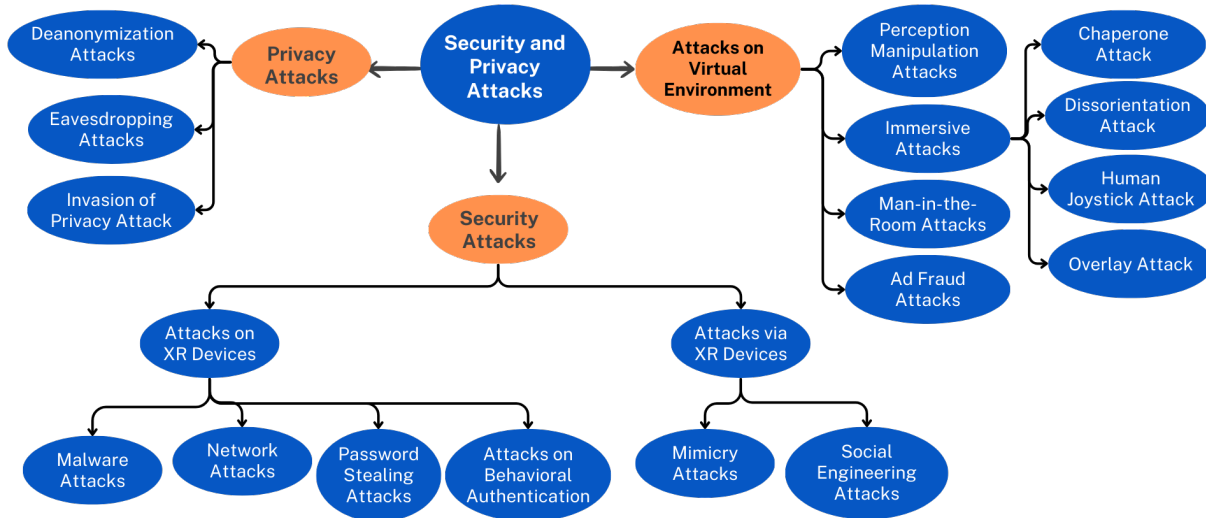 Deanonymization
Attacks
Eavesdropping
Attacks
Invasion of
Privacy Attack
Privacy
Attacks
Security and
Privacy
Attacks
Attacks on
Virtual
Environment
Perception
Manipulation
Attacks
Immersive
Attacks
Man-in-the-
Room Attacks
Ad Fraud
Attacks
Chaperone
Attack
Dissorientation
Attack
Human
Joystick Attack
Overlay Attack
Security
Attacks
Attacks on
XR Devices
Attacks via
XR Devices
Malware
Attacks
Network
Attacks
Password
Stealing
Attacks
Attacks on
Behavioral
Authentication
Mimicry
Attacks
Social
Engineering
Attacks